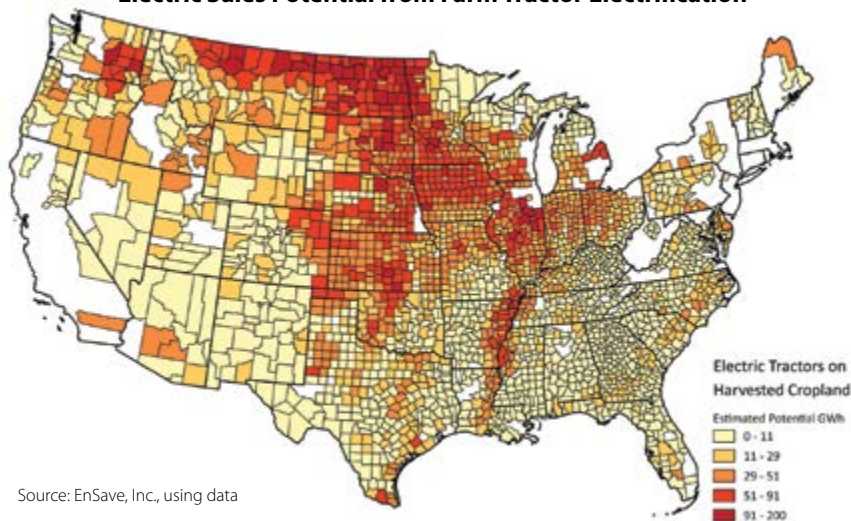 Electric Sales Potential from Farm Tractor Electrification
Electric Tractors on
Harvested Cropland
Estimated Potential GWh
0 - 11
11 - 29
29 - 51
51 - 91
91 - 200
Source: EnSave, Inc., using data